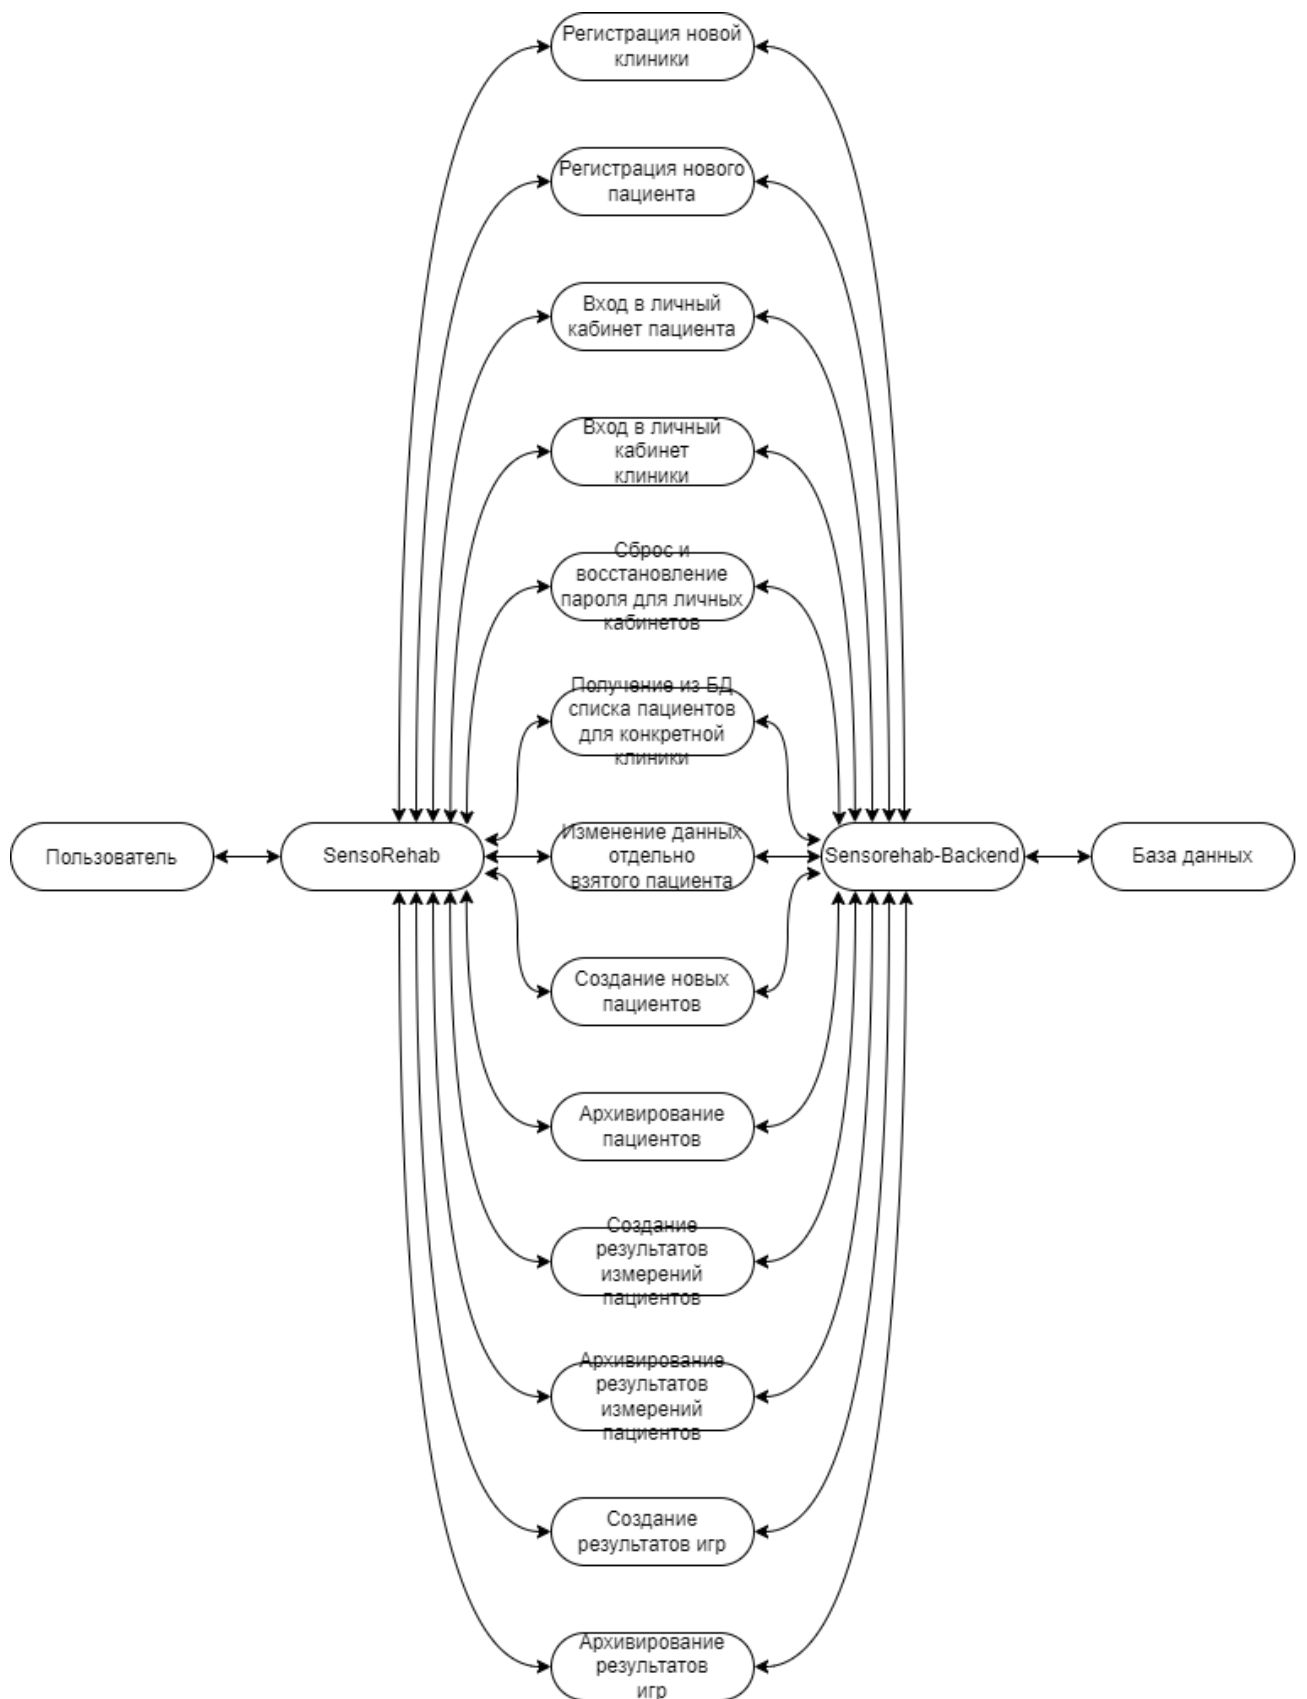 Регистрация новой
клиники
Регистрация нового
пациента
Вход в личный
кабинет пациента
Вход в личный
кабинет
клиники
Сброс и
восстановление
пароля для личных
кабинетов
Получение из БД
списка пациентов
для конкретной
клиники
Пользователь
SensoRehab
Изменение данных
отдельно
взятого пациента
Sensorehab-Backend
База данных
Создание новых
пациентов
Архивирование
пациентов
Создание
результатов
измерений
пациентов
Архивирование
результатов
измерений
пациентов
Создание
результатов игр
Архивирование
результатов
игр